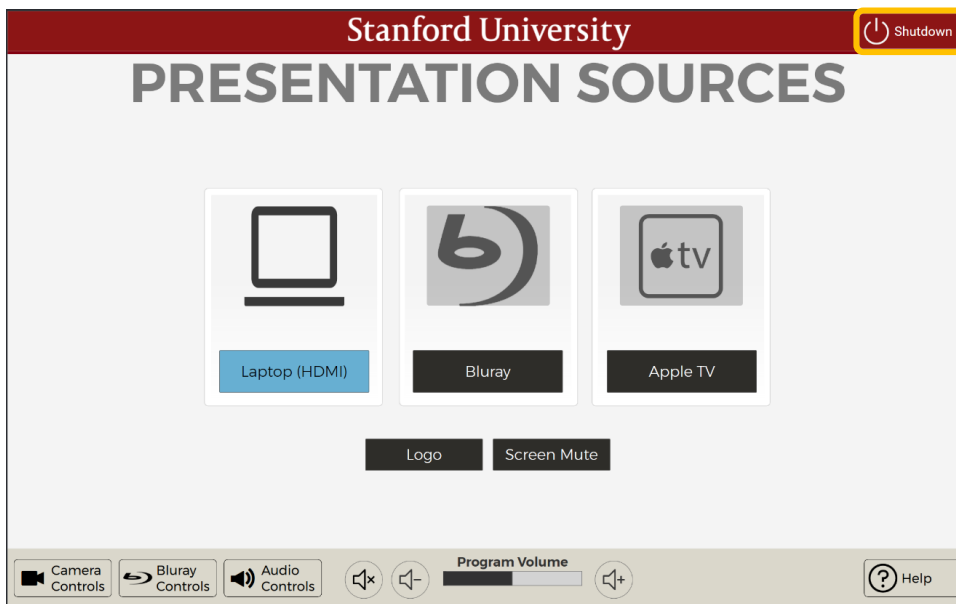 Stanford University
Shutdown
PRESENTATION SOURCES
tv
Laptop (HDMI)
Bluray
Apple TV
Logo
Screen Mute
Camera
Controls
Bluray
Controls
Audio
Controls
Program Volume
Help